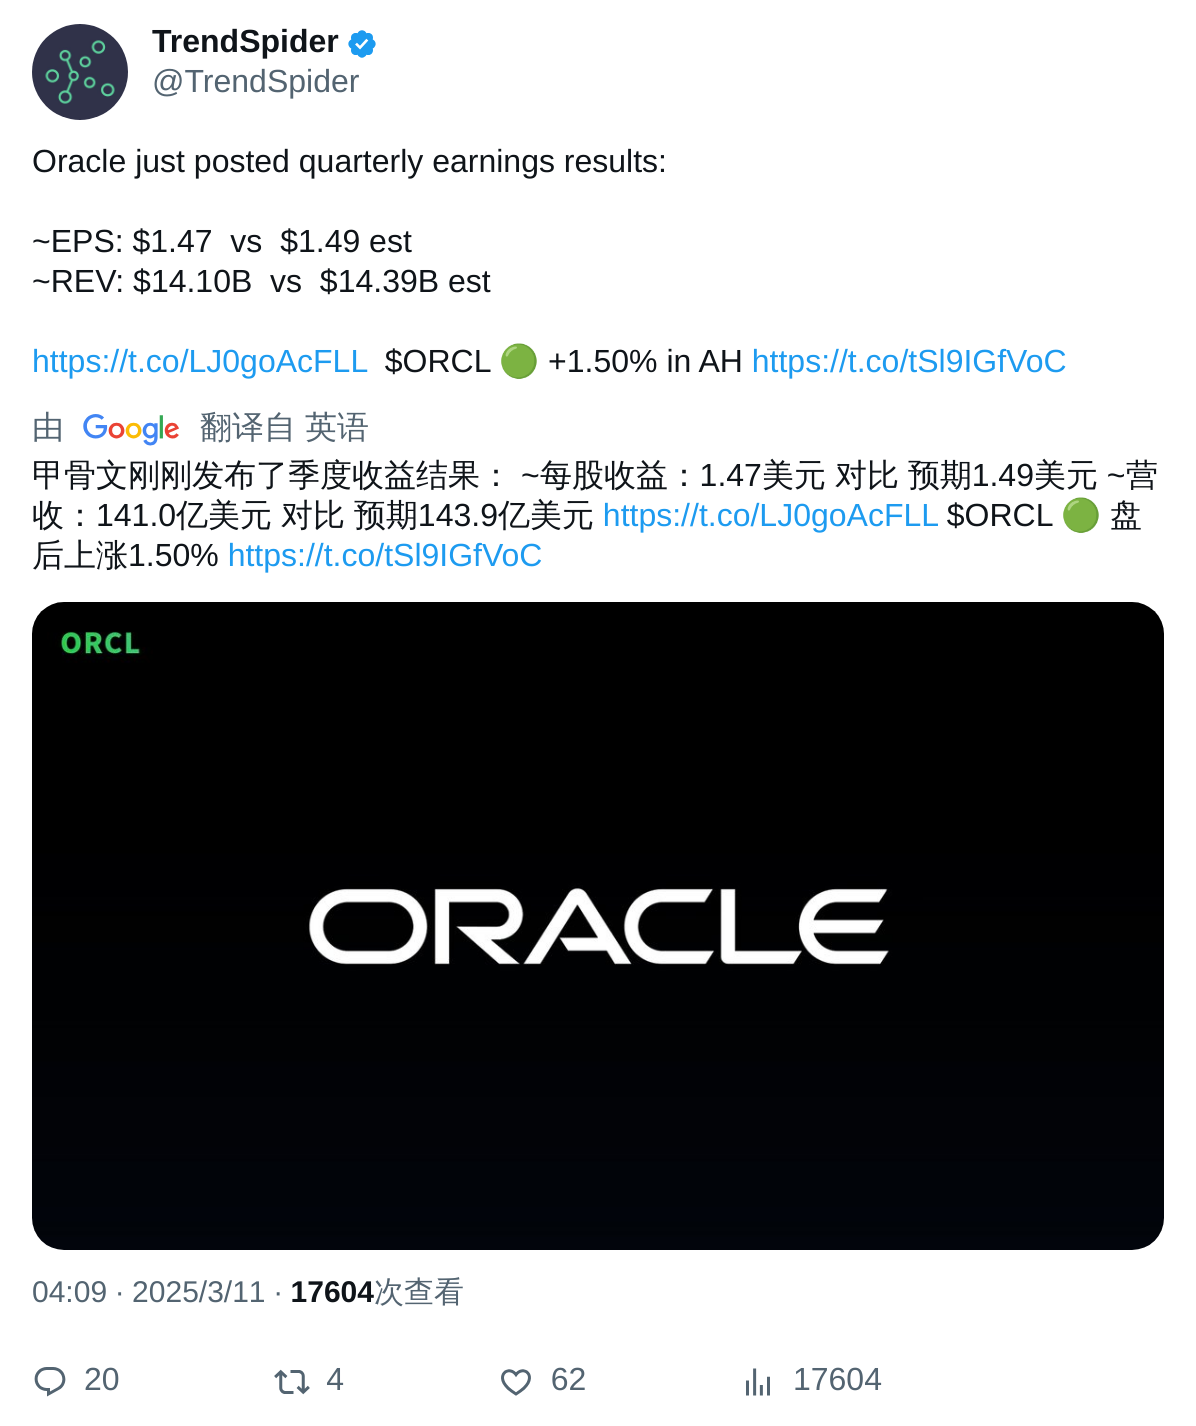 TrendSpider
@TrendSpider
Oracle just posted quarterly earnings results:
~EPS: $1.47  vs  $1.49 est
~REV: $14.10B  vs  $14.39B est
https://t.co/LJ0goAcFLL  $ORCL 🟢 +1.50% in AH https://t.co/tSl9IGfVoC
由 Google 翻译自 英语
甲骨文刚刚发布了季度收益结果： ~每股收益：1.47美元 对比 预期1.49美元 ~营
收：141.0亿美元 对比 预期143.9亿美元 https://t.co/LJ0goAcFLL $ORCL 🟢 盘
后上涨1.50% https://t.co/tSl9IGfVoC
ORCL
ORACLE
04:09 · 2025/3/11 · 17604次查看
20 4 62 17604